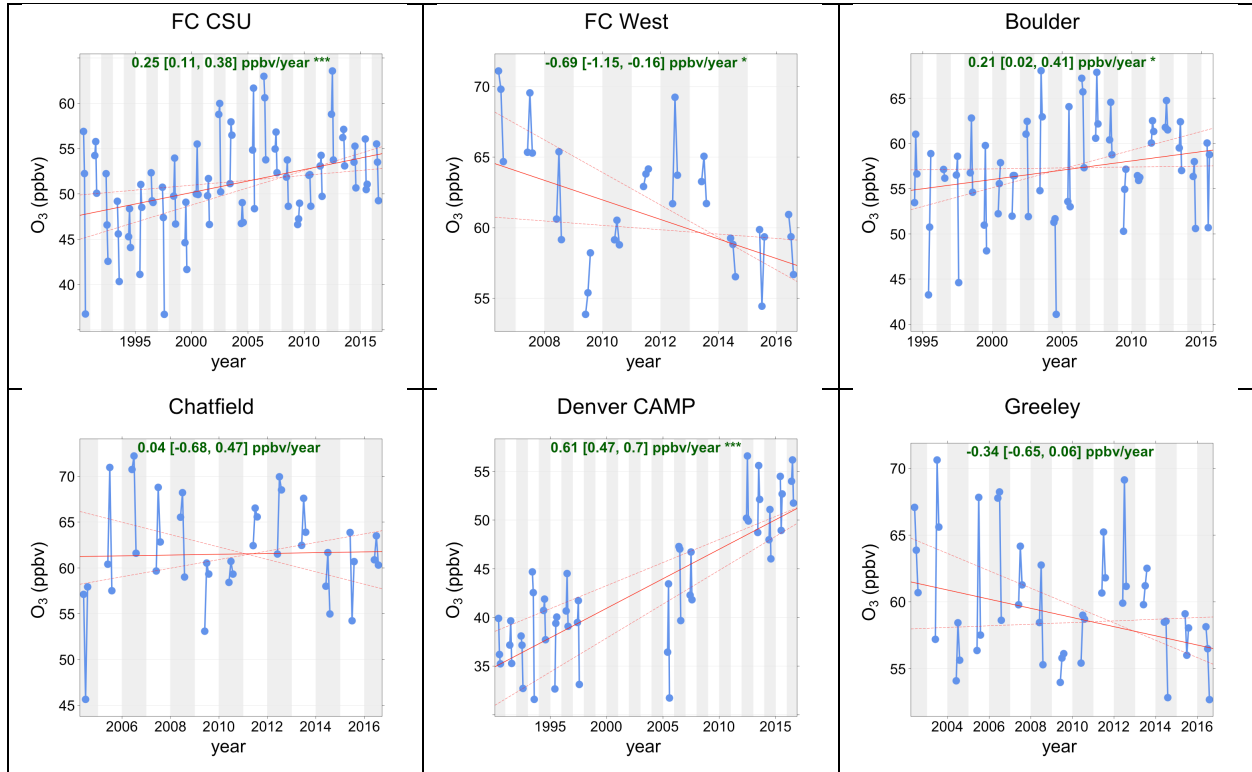 FC CSU
0.25 [0.11, 0.38] ppbv/year ***
O3 (ppbv)
60
55
50
45
40
1995 2000 2005 2010 2015
year
FC West
-0.69 [-1.15, -0.16] ppbv/year *
O3 (ppbv)
70
65
60
55
2008 2010 2012 2014 2016
year
Boulder
0.21 [0.02, 0.41] ppbv/year *
O3 (ppbv)
65
60
55
50
45
40
1995 2000 2005 2010 2015
year
Chatfield
0.04 [-0.68, 0.47] ppbv/year
O3 (ppbv)
70
65
60
55
50
45
2006 2008 2010 2012 2014 2016
year
Denver CAMP
0.61 [0.47, 0.7] ppbv/year ***
O3 (ppbv)
55
50
45
40
35
1995 2000 2005 2010 2015
year
Greeley
-0.34 [-0.65, 0.06] ppbv/year
O3 (ppbv)
70
65
60
55
2004 2006 2008 2010 2012 2014 2016
year